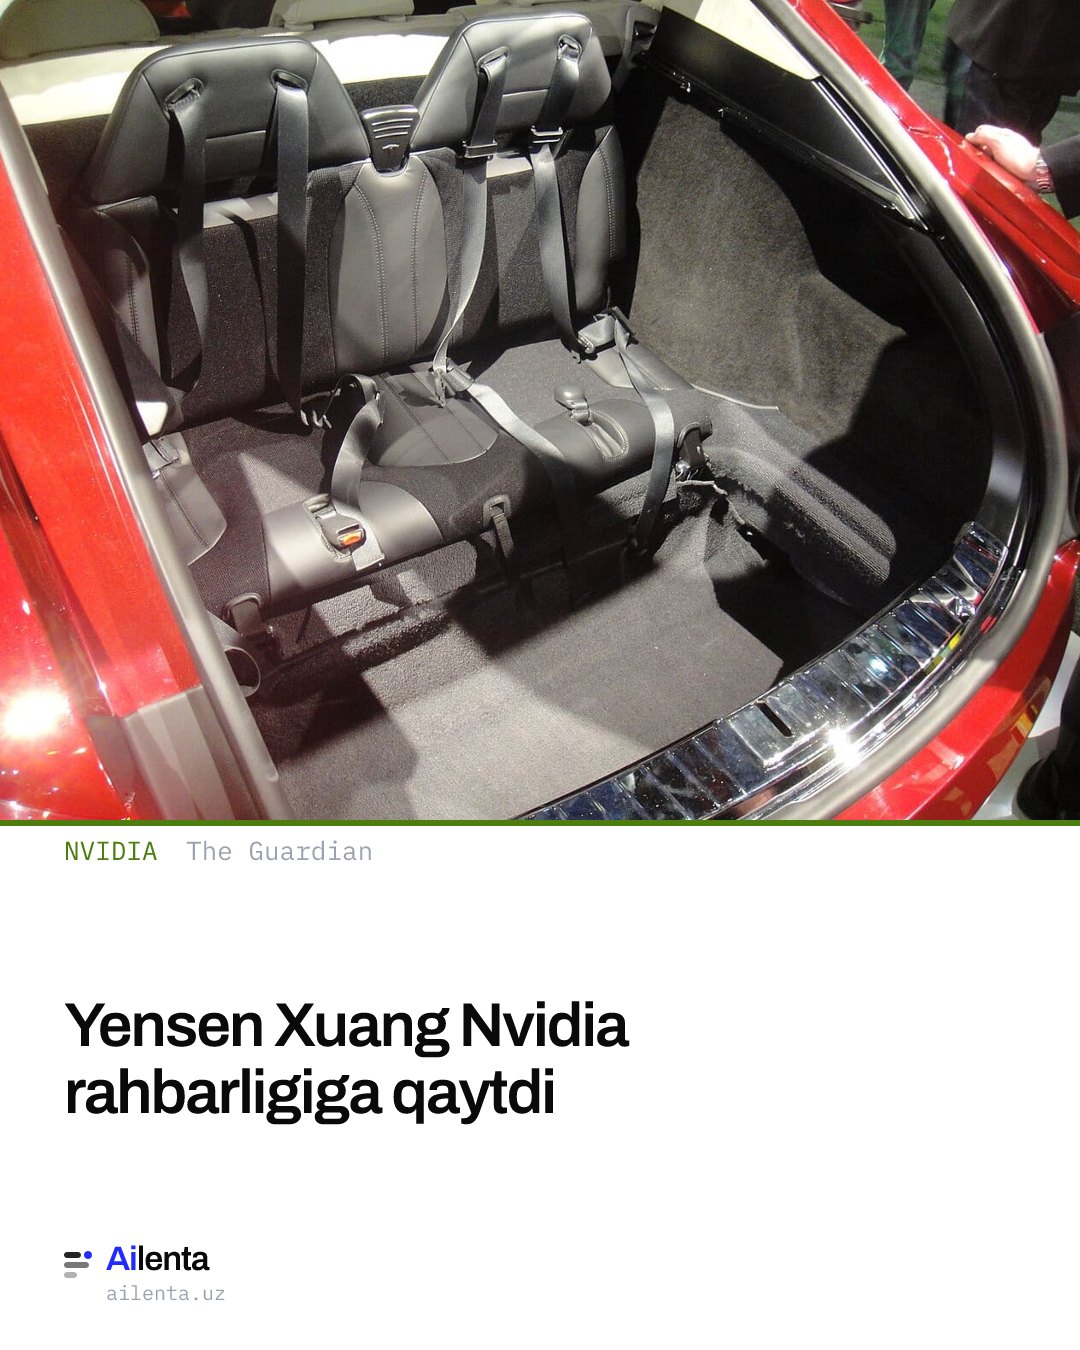 NVIDIA The Guardian
Yensen Xuang Nvidia
rahbarligiga qaytdi
Ailenta
ailenta.uz